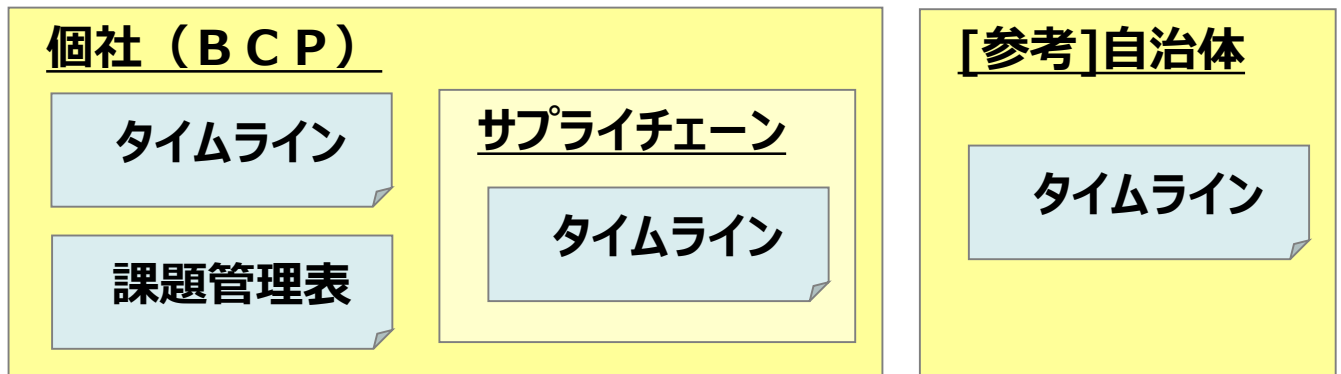 個社（ＢＣＰ）
タイムライン
課題管理表
サプライチェーン
タイムライン
[参考]自治体
タイムライン